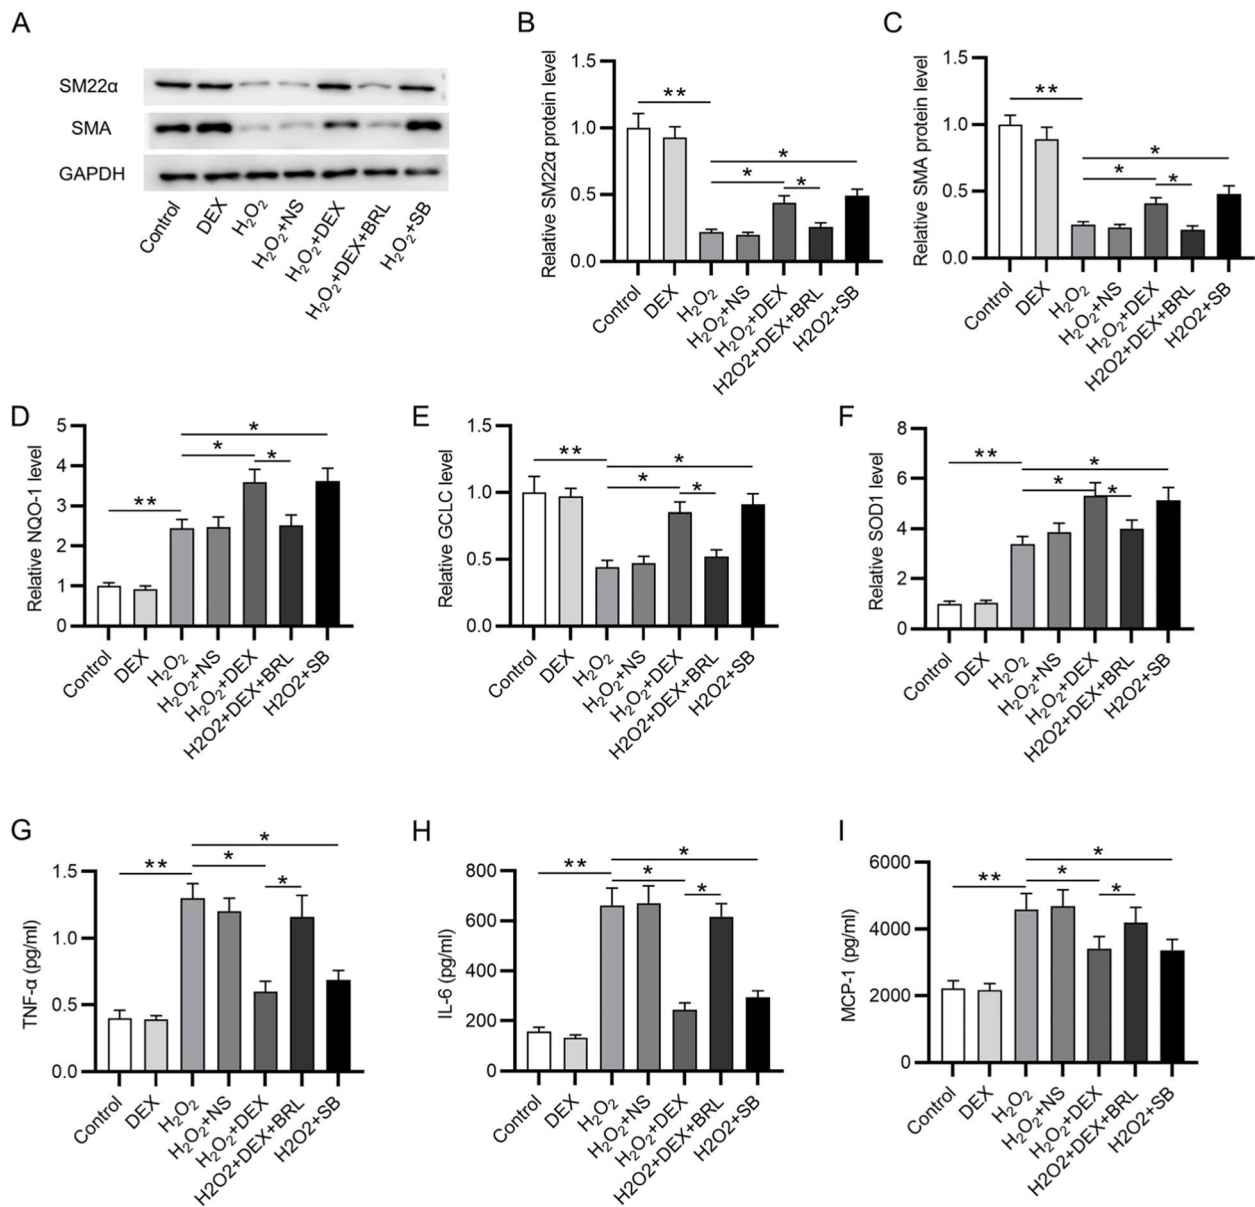 A
SM22α
SMA
GAPDH
Control
DEX
H₂O₂
H₂O₂+NS
H₂O₂+DEX
H₂O₂+DEX+BRL
H₂O₂+SB
B
Relative SM22α protein level
1.5
1.0
0.5
0.0
**
*
*
*
Control
DEX
H₂O₂
H₂O₂+NS
H₂O₂+DEX
H2O2+DEX+BRL
H2O2+SB
C
Relative SMA protein level
1.5
1.0
0.5
0.0
**
*
*
*
Control
DEX
H₂O₂
H₂O₂+NS
H₂O₂+DEX
H2O2+DEX+BRL
H2O2+SB
D
Relative NQO-1 level
5
4
3
2
1
0
**
*
*
*
Control
DEX
H₂O₂
H₂O₂+NS
H₂O₂+DEX
H2O2+DEX+BRL
H2O2+SB
E
Relative GCLC level
1.5
1.0
0.5
0.0
**
*
*
*
Control
DEX
H₂O₂
H₂O₂+NS
H₂O₂+DEX
H2O2+DEX+BRL
H2O2+SB
F
Relative SOD1 level
8
6
4
2
0
**
*
*
*
Control
DEX
H₂O₂
H₂O₂+NS
H₂O₂+DEX
H2O2+DEX+BRL
H2O2+SB
G
TNF-α (pg/ml)
1.5
1.0
0.5
0.0
**
*
*
*
Control
DEX
H₂O₂
H₂O₂+NS
H₂O₂+DEX
H2O2+DEX+BRL
H2O2+SB
H
IL-6 (pg/ml)
800
600
400
200
0
**
*
*
*
Control
DEX
H₂O₂
H₂O₂+NS
H₂O₂+DEX
H2O2+DEX+BRL
H2O2+SB
I
MCP-1 (pg/ml)
6000
4000
2000
0
**
*
*
*
Control
DEX
H₂O₂
H₂O₂+NS
H₂O₂+DEX
H2O2+DEX+BRL
H2O2+SB